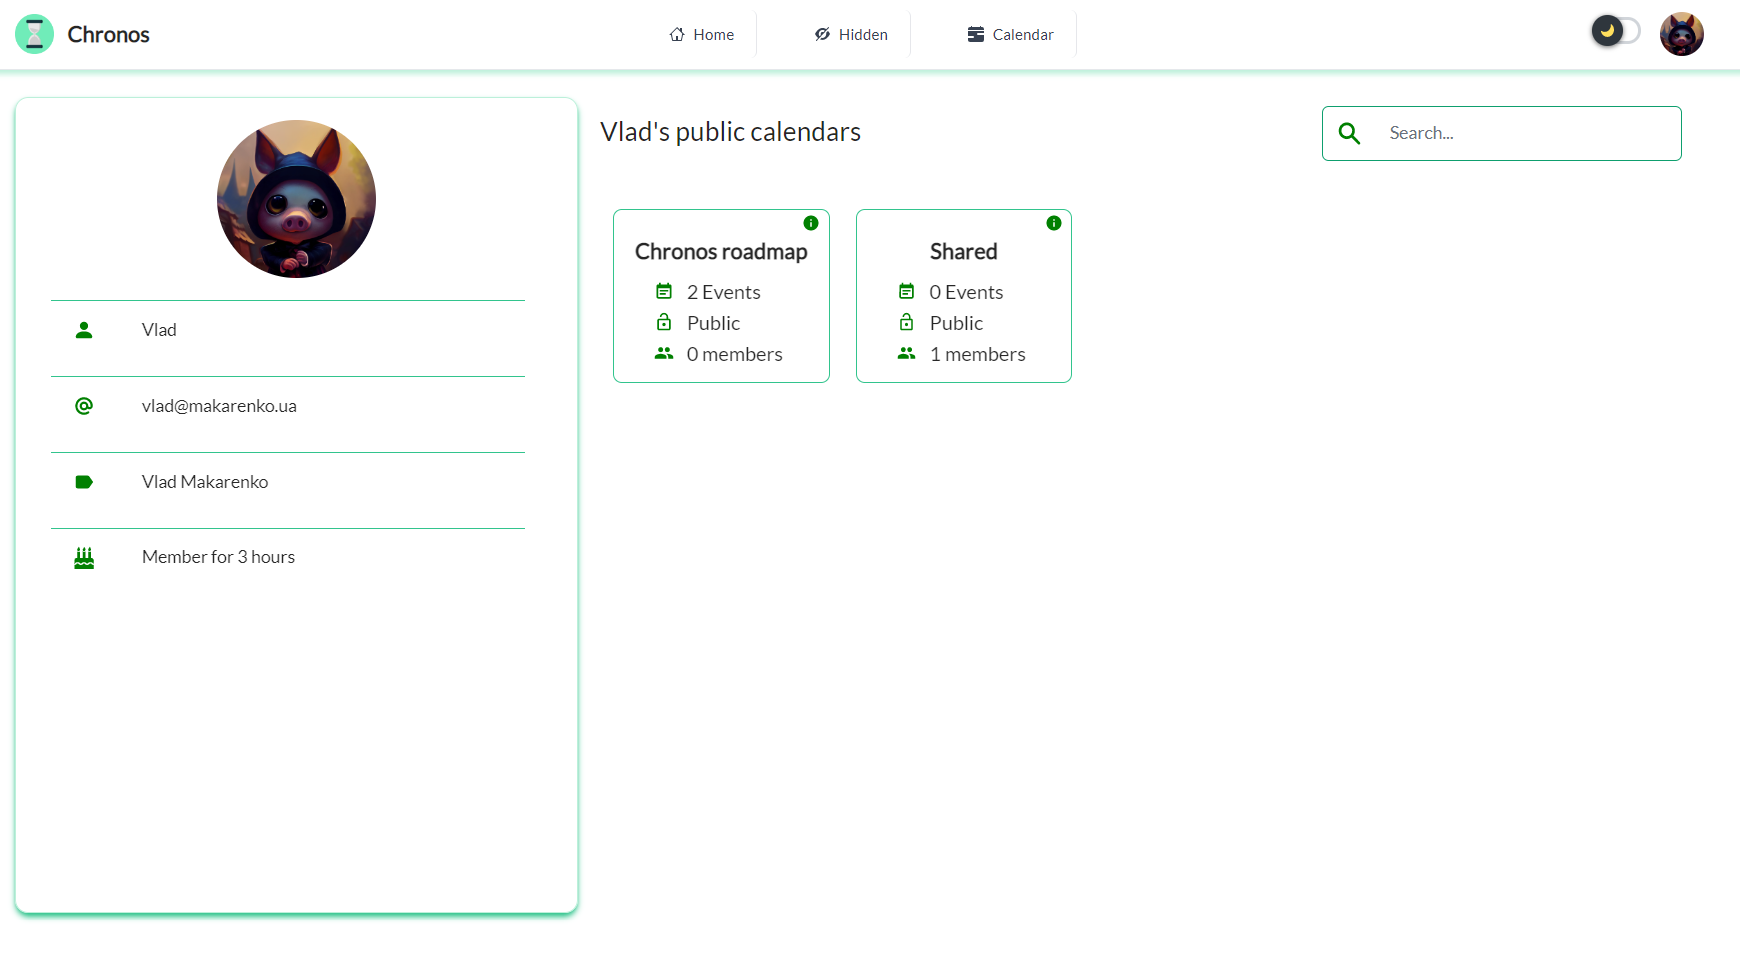 Chronos
Home
Hidden
Calendar
Vlad
vlad@makarenko.ua
Vlad Makarenko
Member for 3 hours
Vlad's public calendars
Search...
Chronos roadmap
2 Events
Public
0 members
Shared
0 Events
Public
1 members